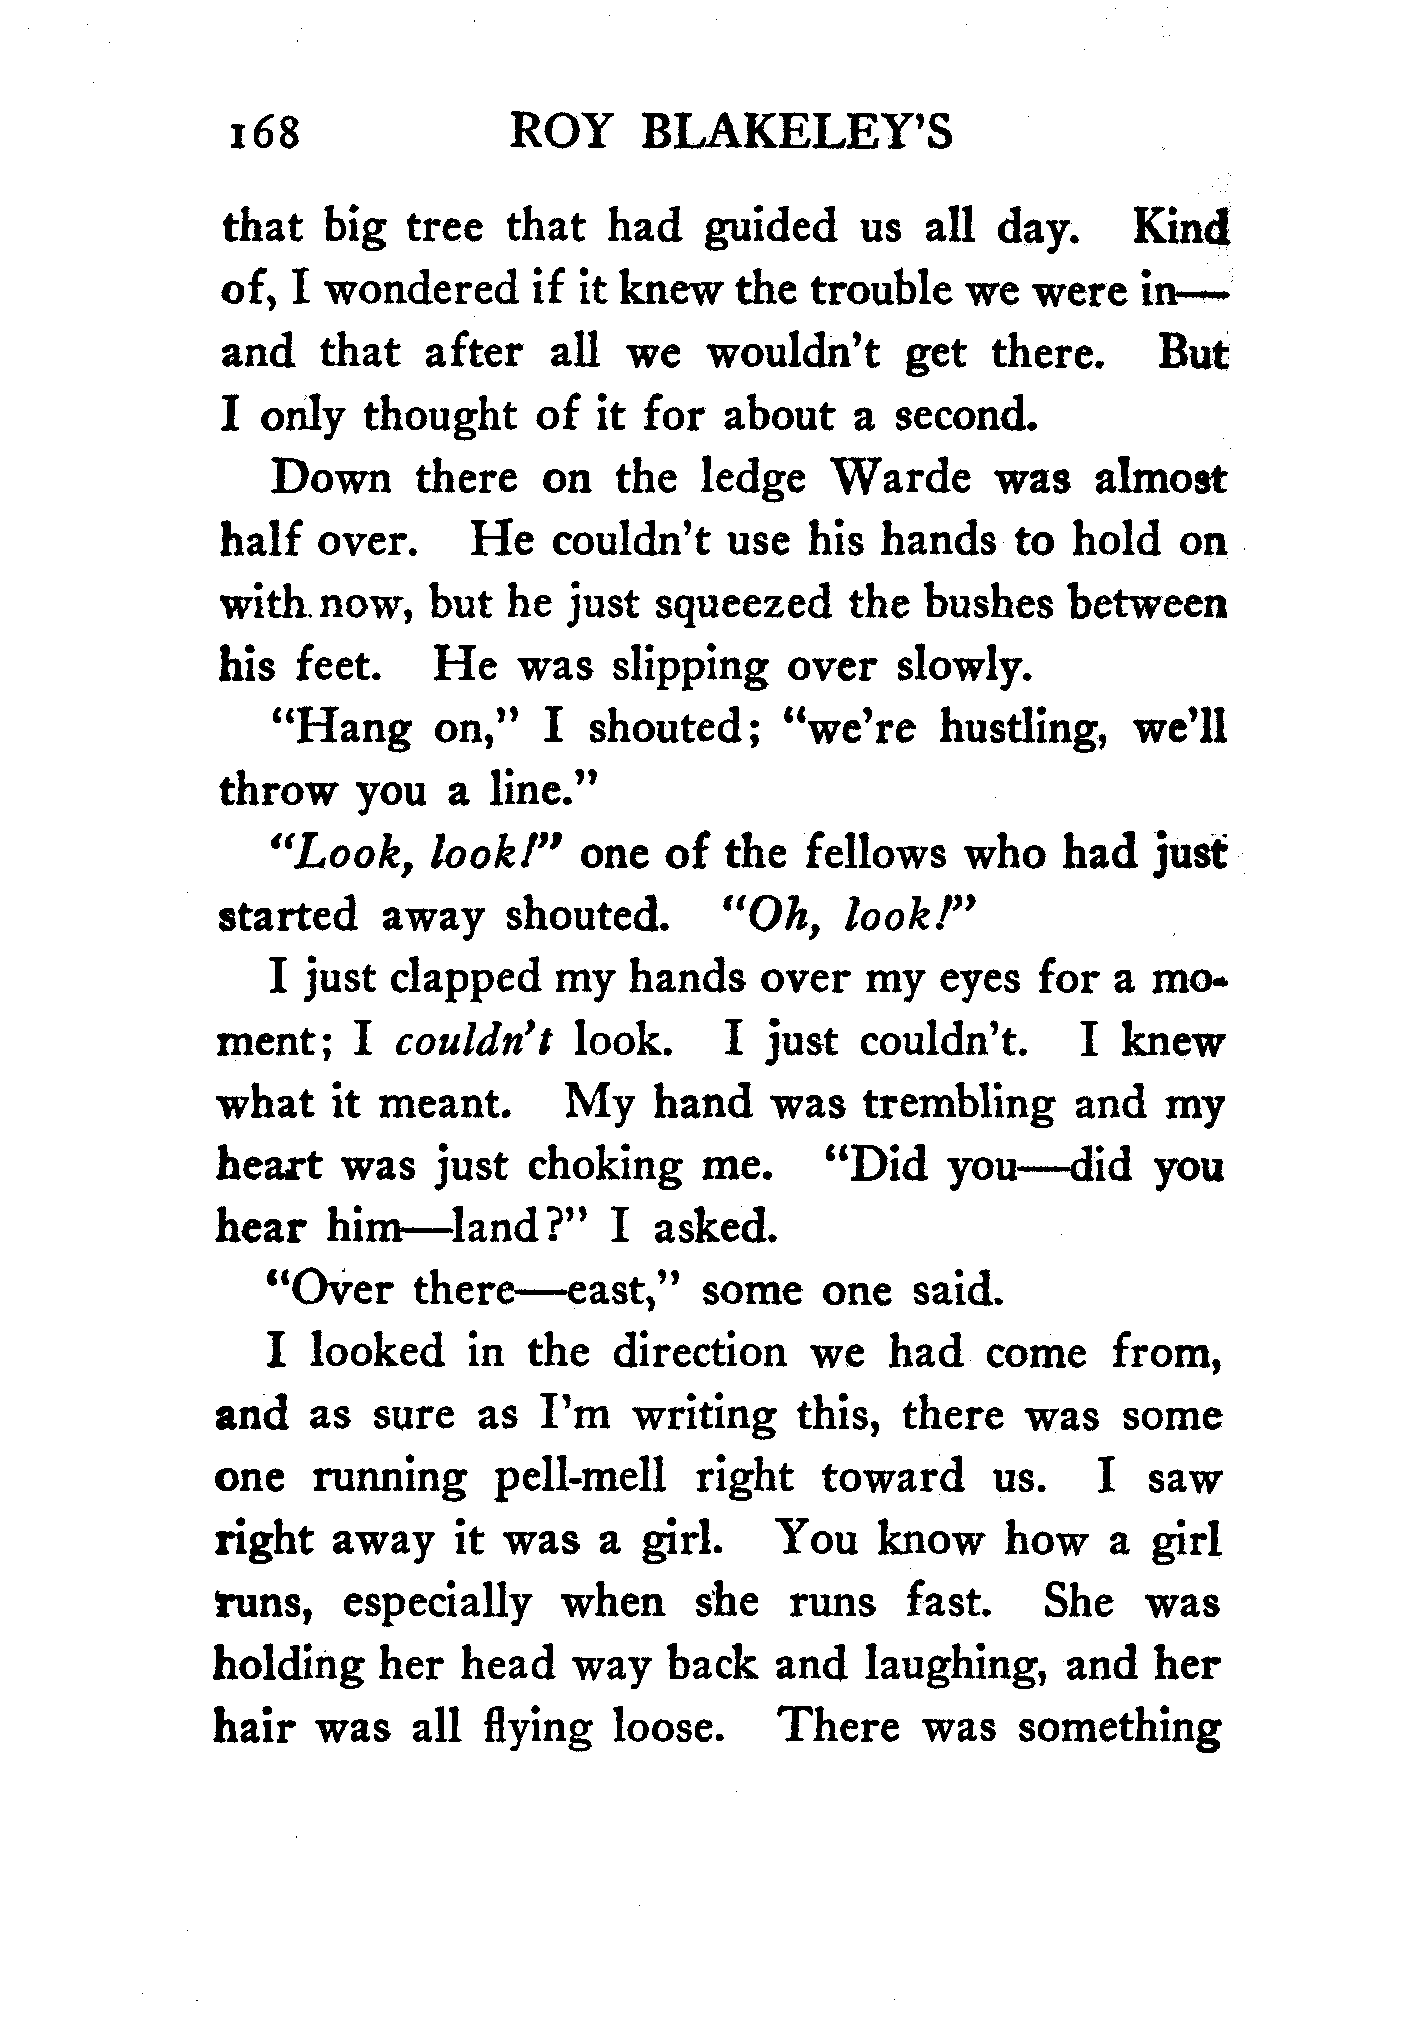 168 ROY BLAKELEY'S
that big tree that had guided us all day. Kind
of, I wondered if it knew the trouble we were in—
and that after all we wouldn't get there. But
I only thought of it for about a second.
Down there on the ledge Warde was almost
half over. He couldn't use his hands to hold on
with now, but he just squeezed the bushes between
his feet. He was slipping over slowly.
"Hang on," I shouted; "we're hustling, we'll
throw you a line."
"Look, look!" one of the fellows who had just
started away shouted. "Oh, look!"
I just clapped my hands over my eyes for a mo-
ment; I couldn't look. I just couldn't. I knew
what it meant. My hand was trembling and my
heart was just choking me. "Did you—did you
hear him—land?" I asked.
"Over there—east," some one said.
I looked in the direction we had come from,
and as sure as I'm writing this, there was some
one running pell-mell right toward us. I saw
right away it was a girl. You know how a girl
runs, especially when she runs fast. She was
holding her head way back and laughing, and her
hair was all flying loose. There was something